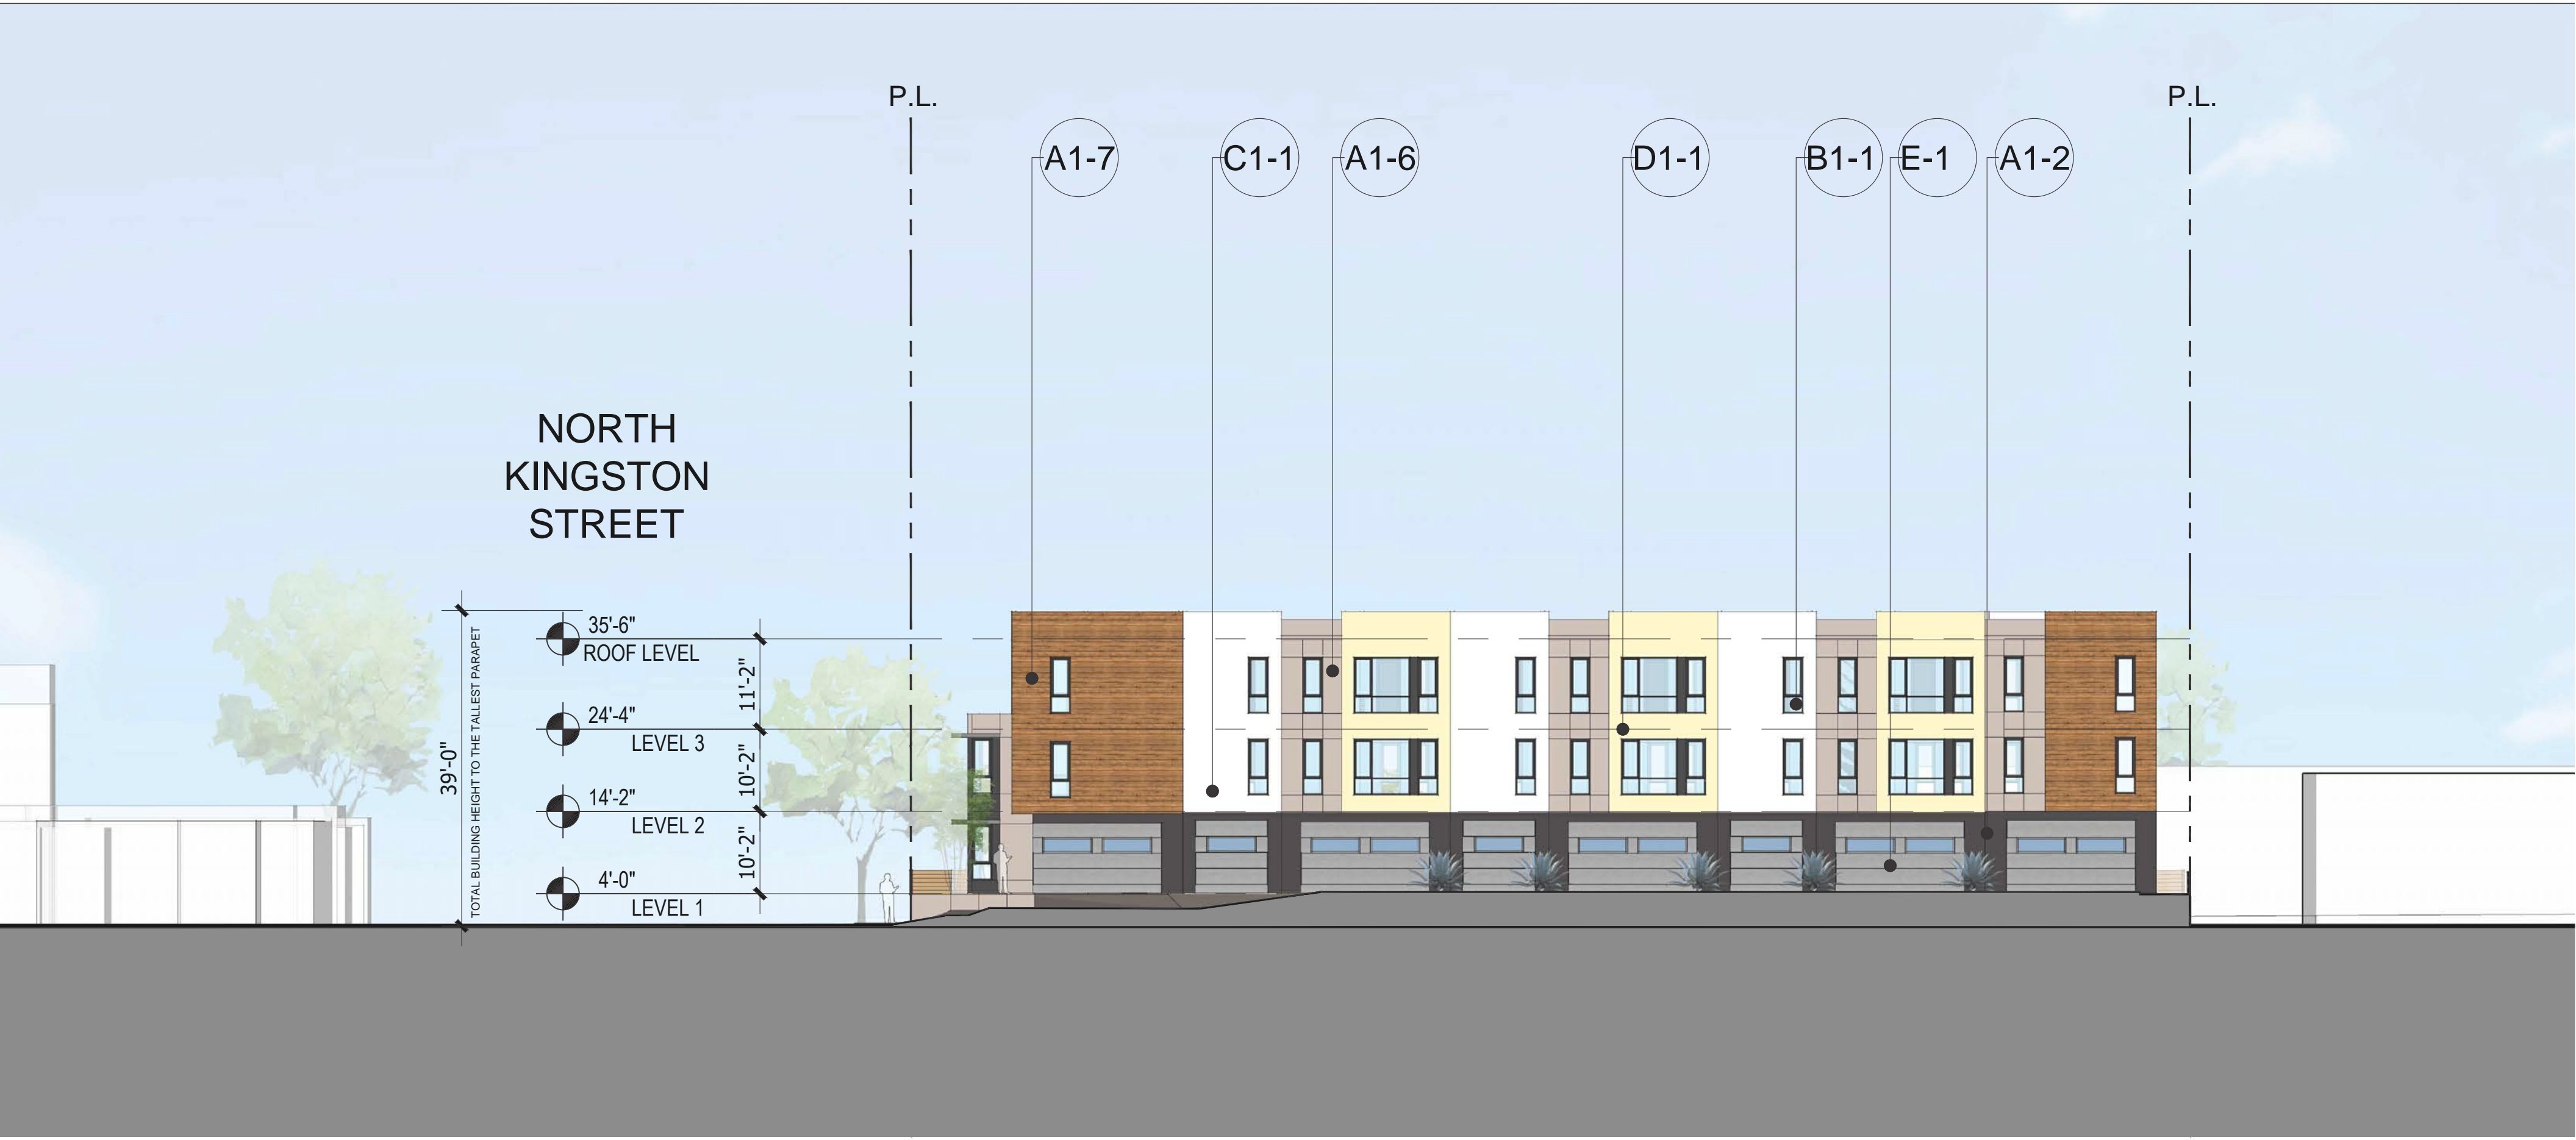 P.L.
P.L.
A1-7
C1-1
A1-6
D1-1
B1-1
E-1
A1-2
NORTH
KINGSTON
STREET
39'-0"
TOTAL BUILDING HEIGHT TO THE TALLEST PARAPET
35'-6"
ROOF LEVEL
11'-2"
24'-4"
LEVEL 3
10'-2"
14'-2"
LEVEL 2
10'-2"
4'-0"
LEVEL 1